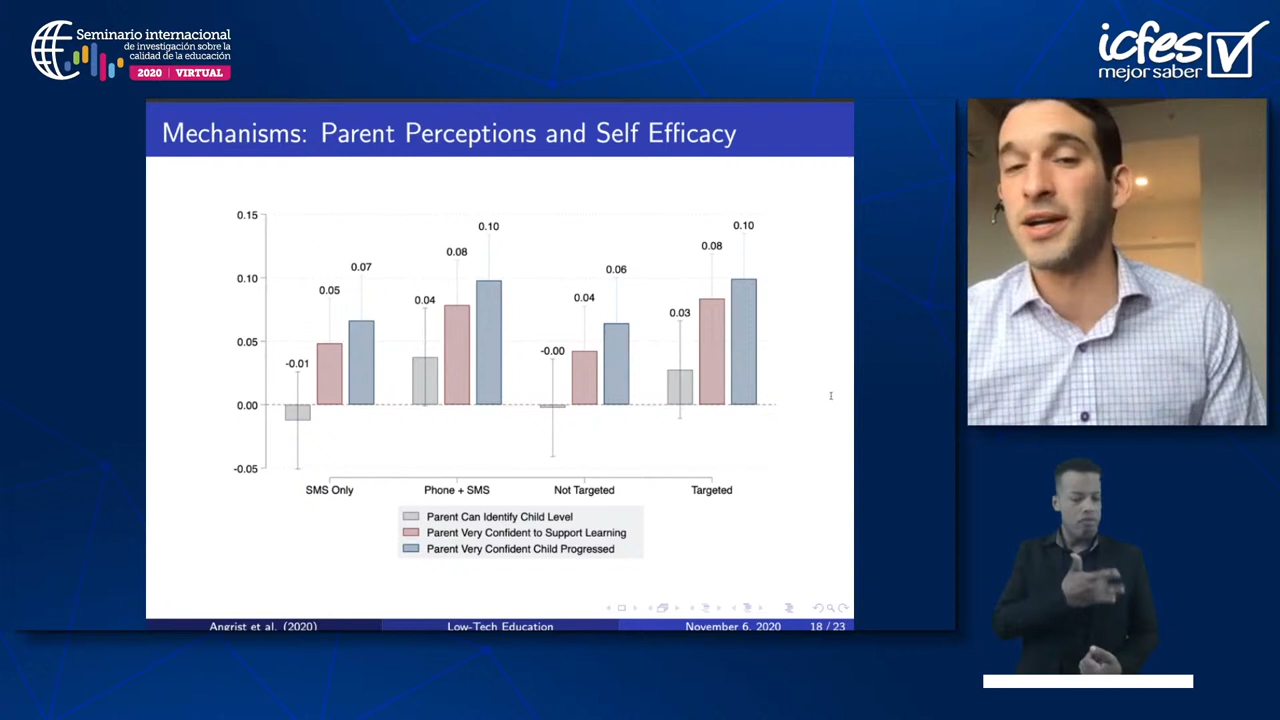 Seminario internacional
de investigación sobre la
calidad de la educación
2020 | VIRTUAL
icfes
mejor saber
Mechanisms: Parent Perceptions and Self Efficacy
0.15
0.10
0.05
0.00
-0.05
-0.01
0.05
0.07
0.04
0.08
0.10
-0.00
0.04
0.06
0.03
0.08
0.10
SMS Only
Phone + SMS
Not Targeted
Targeted
Parent Can Identify Child Level
Parent Very Confident to Support Learning
Parent Very Confident Child Progressed
Angrist et al. (2020)
Low-Tech Education
November 6, 2020
18 / 23